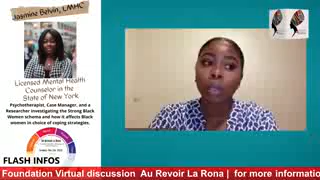 Jasmine Belvin, LMHC
Licensed Mental Health
Counselor in the
State of New York
Psychotherapist, Case Manager, and a
Researcher investigating the Strong Black
Women schema and how it affects Black
women in choice of coping strategies.
FLASH INFOS
Foundation Virtual discussion Au Revoir La Rona | for more informatio